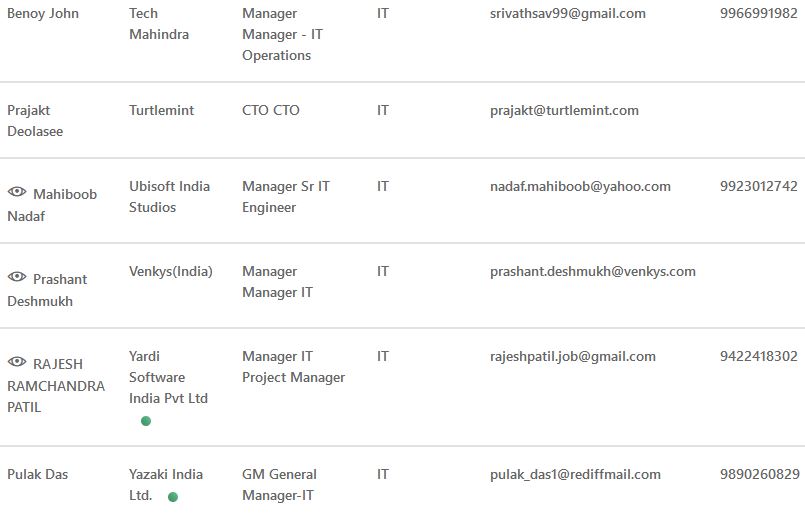 Benoy John Tech Manager IT srivathsav99@gmail.com 9966991982
Mahindra Manager - IT
Operations
Prajakt Turtlemint CTO CTO IT prajakt@turtlemint.com
Deolasee
Mahiboob Ubisoft India Manager Sr IT IT nadaf.mahiboob@yahoo.com 9923012742
Nadaf Studios Engineer
Prashant Venkys(India) Manager IT prashant.deshmukh@venkys.com
Deshmukh Manager IT
RAJESH Yardi Manager IT IT rajeshpatil.job@gmail.com 9422418302
RAMCHANDRA Software Project Manager
PATIL India Pvt Ltd
Pulak Das Yazaki India GM General IT pulak_das1@rediffmail.com 9890260829
Ltd. Manager-IT